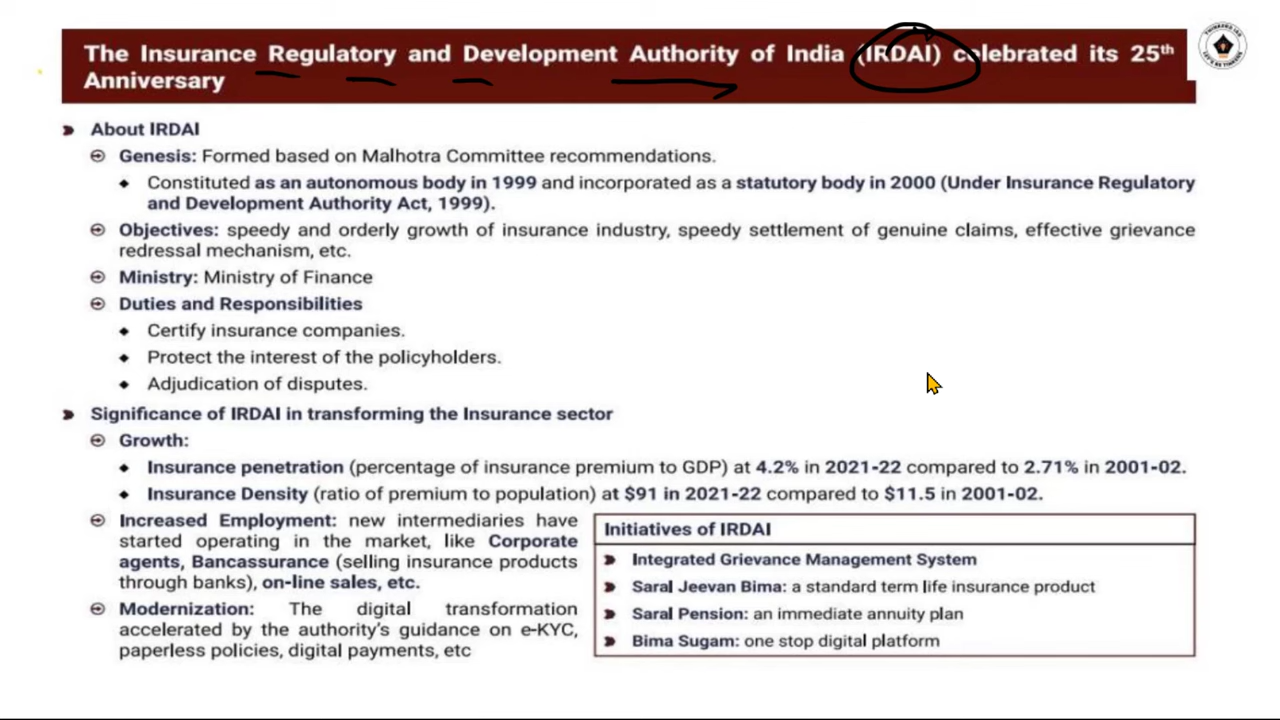 The Insurance Regulatory and Development Authority of India (IRDAI) celebrated its 25th
Anniversary
About IRDAI
Genesis: Formed based on Malhotra Committee recommendations.
Constituted as an autonomous body in 1999 and incorporated as a statutory body in 2000 (Under Insurance Regulatory
and Development Authority Act, 1999).
Objectives: speedy and orderly growth of insurance industry, speedy settlement of genuine claims, effective grievance
redressal mechanism, etc.
Ministry: Ministry of Finance
Duties and Responsibilities
Certify insurance companies.
Protect the interest of the policyholders.
Adjudication of disputes.
Significance of IRDAI in transforming the Insurance sector
Growth:
Insurance penetration (percentage of insurance premium to GDP) at 4.2% in 2021-22 compared to 2.71% in 2001-02.
Insurance Density (ratio of premium to population) at $91 in 2021-22 compared to $11.5 in 2001-02.
Increased Employment: new intermediaries have
started operating in the market, like Corporate
agents, Bancassurance (selling insurance products
through banks), on-line sales, etc.
Modernization: The digital transformation
accelerated by the authority's guidance on e-KYC,
paperless policies, digital payments, etc
Initiatives of IRDAI
Integrated Grievance Management System
Saral Jeevan Bima: a standard term life insurance product
Saral Pension: an immediate annuity plan
Bima Sugam: one stop digital platform